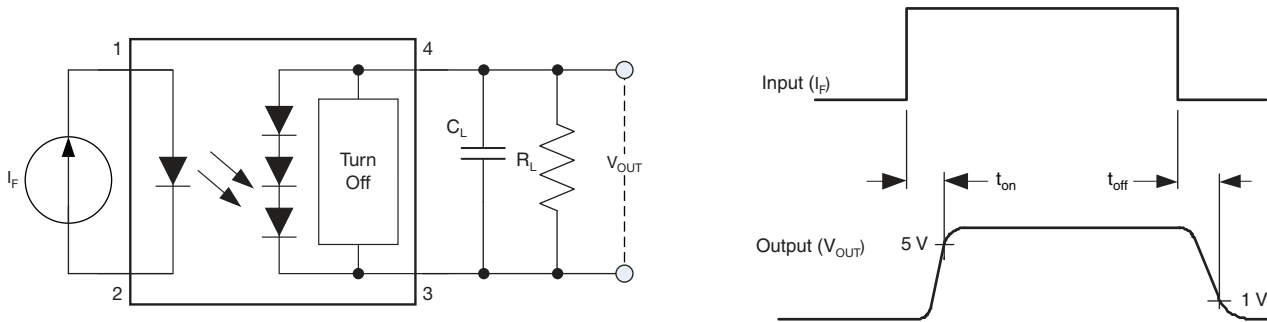 1
4
I_F
C_L
R_L
V_OUT
Turn
Off
2
3
Input (I_F)
t_on
t_off
Output (V_OUT)
5 V
1 V